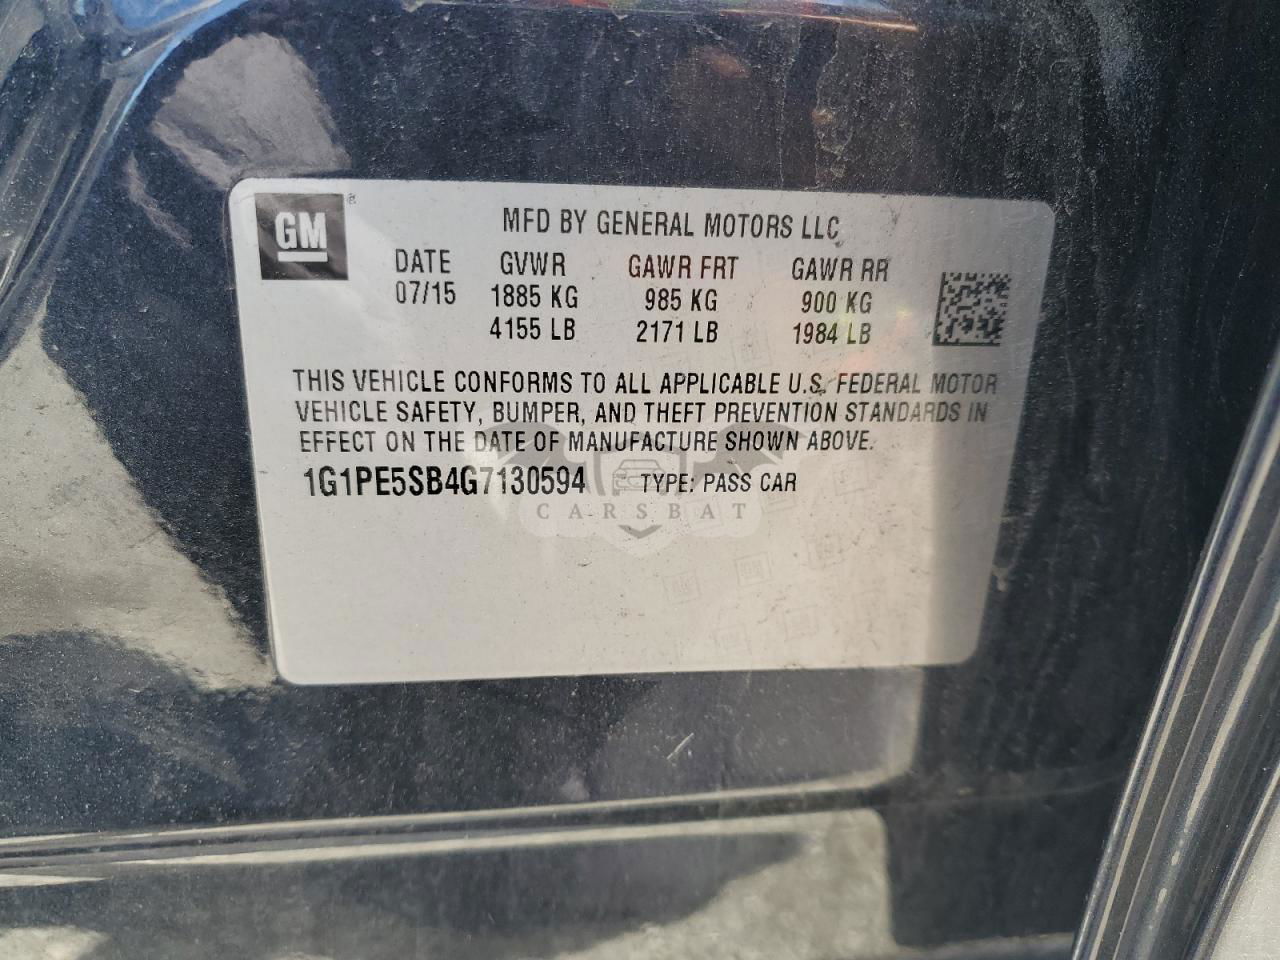 GM ®
MFD BY GENERAL MOTORS LLC
DATE GVWR GAWR FRT GAWR RR
07/15 1885 KG 985 KG 900 KG
4155 LB 2171 LB 1984 LB
THIS VEHICLE CONFORMS TO ALL APPLICABLE U.S. FEDERAL MOTOR
VEHICLE SAFETY, BUMPER, AND THEFT PREVENTION STANDARDS IN
EFFECT ON THE DATE OF MANUFACTURE SHOWN ABOVE.
1G1PE5SB4G7130594 TYPE: PASS CAR
CARSBAT